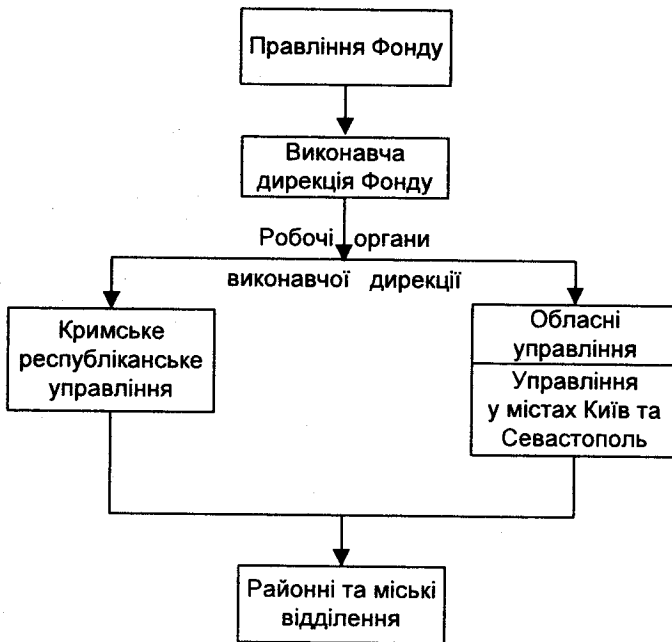 Правління Фонду
Виконавча
дирекція Фонду
Робочі органи
виконавчої дирекції
Кримське
республіканське
управління
Обласні
управління
Управління
у містах Київ та
Севастополь
Районні та міські
відділення